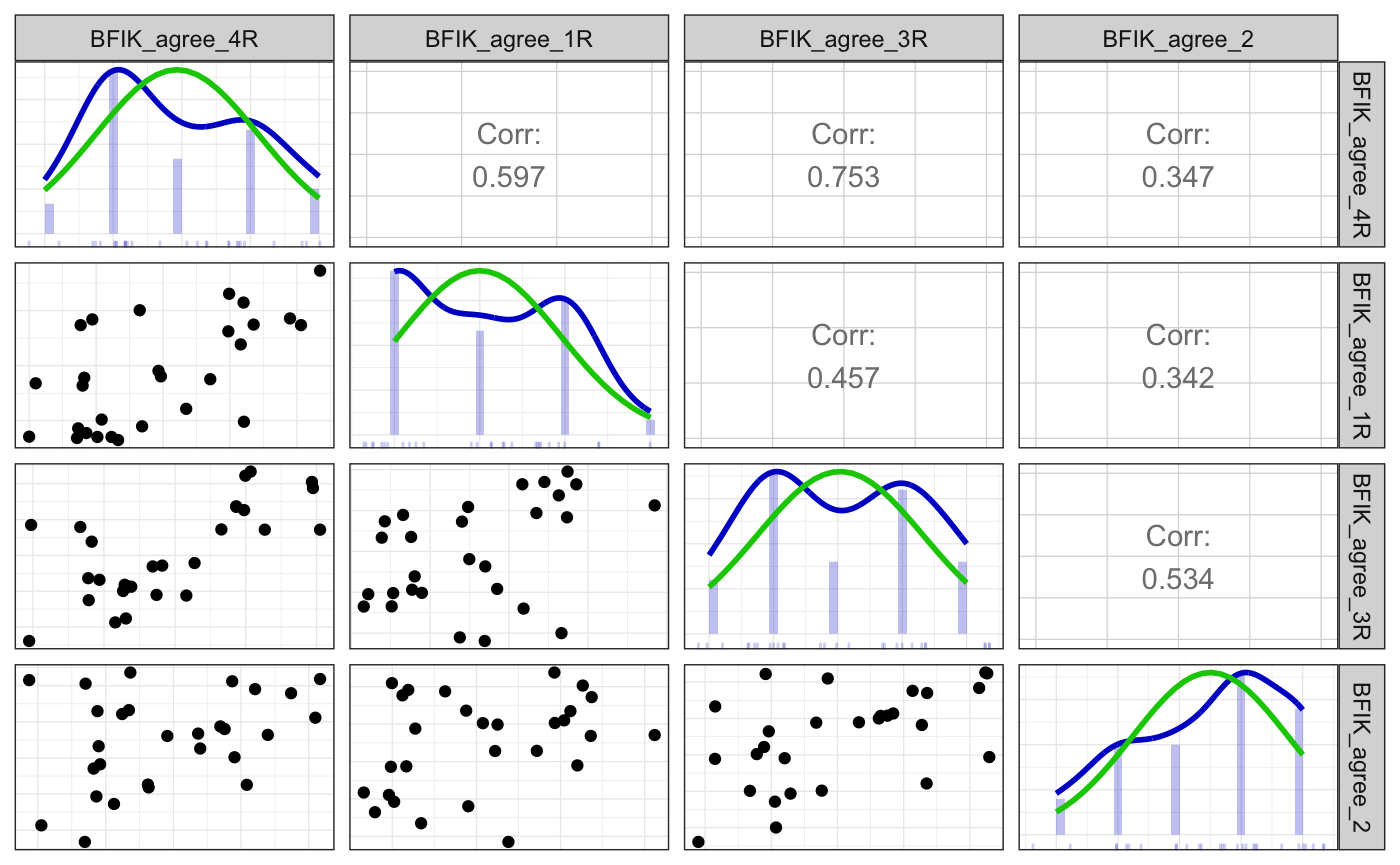 BFIK_agree_4R
BFIK_agree_1R
BFIK_agree_3R
BFIK_agree_2
Corr:
0.597
Corr:
0.753
Corr:
0.347
BFIK_agree_4R
Corr:
0.457
Corr:
0.342
BFIK_agree_1R
Corr:
0.534
BFIK_agree_3R
BFIK_agree_2